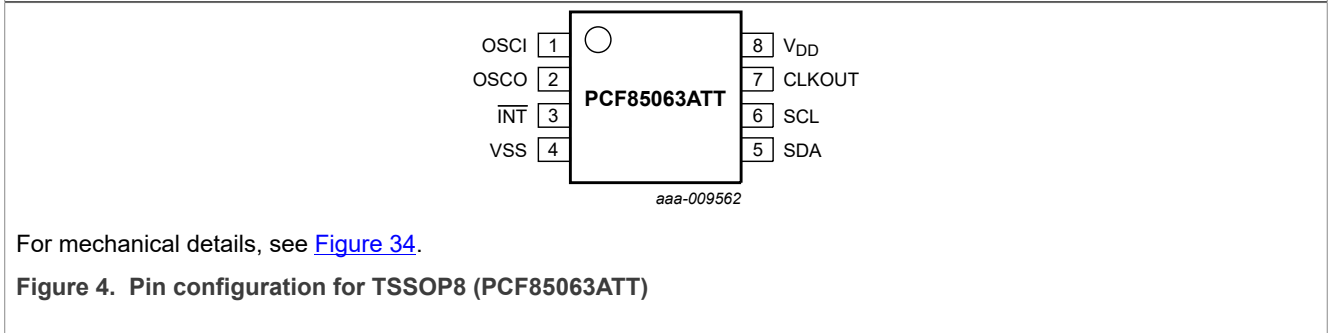 OSCI 1 8 VDD
OSCO 2 7 CLKOUT
PCF85063ATT
INT 3 6 SCL
VSS 4 5 SDA
aaa-009562
For mechanical details, see Figure 34.
Figure 4. Pin configuration for TSSOP8 (PCF85063ATT)